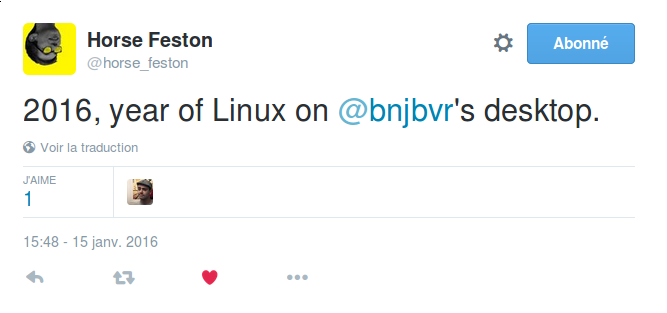 Horse Feston
@horse_feston
Abonné
2016, year of Linux on @bnjbvr's desktop.
Voir la traduction
J'AIME
1
15:48 - 15 janv. 2016